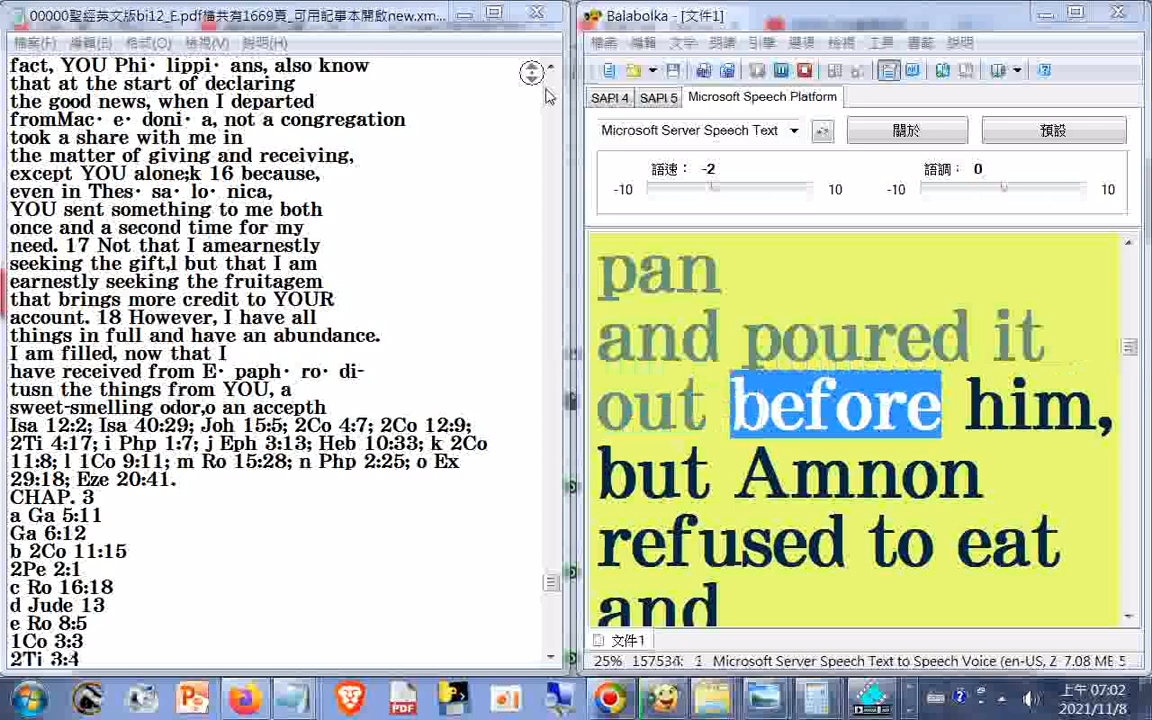 00000聖經英文版bi12_E.pdf檔共有1669頁_可用記事本開啟new.xm...
檔案(F) 編輯(E) 格式(O) 檢視(V) 說明(H)
fact, YOU Phi· lippi· ans, also know
that at the start of declaring
the good news, when I departed
fromMac· e· doni· a, not a congregation
took a share with me in
the matter of giving and receiving,
except YOU alone;k 16 because,
even in Thes· sa· lo· nica,
YOU sent something to me both
once and a second time for my
need. 17 Not that I amearnestly
seeking the gift,l but that I am
earnestly seeking the fruitagem
that brings more credit to YOUR
account. 18 However, I have all
things in full and have an abundance.
I am filled, now that I
have received from E· paph· ro· di-
tusn the things from YOU, a
sweet-smelling odor,o an accepth
Isa 12:2; Isa 40:29; Joh 15:5; 2Co 4:7; 2Co 12:9;
2Ti 4:17; i Php 1:7; j Eph 3:13; Heb 10:33; k 2Co
11:8; l 1Co 9:11; m Ro 15:28; n Php 2:25; o Ex
29:18; Eze 20:41.
CHAP. 3
a Ga 5:11
Ga 6:12
b 2Co 11:15
2Pe 2:1
c Ro 16:18
d Jude 13
e Ro 8:5
1Co 3:3
2Ti 3:4
Balabolka - [文件1]
檔案 編輯 文字 朗讀 引擎 選項 檢視 工具 書籤 說明
SAPI 4 SAPI 5 Microsoft Speech Platform
Microsoft Server Speech Text 關於 預設
語速： -2 語調： 0
-10 10 -10 10
pan
and poured it
out before him,
but Amnon
refused to eat
and
文件1
25% 157534: 1 Microsoft Server Speech Text to Speech Voice (en-US, Z 7.08 MB 5
PDF
上午 07:02
2021/11/8